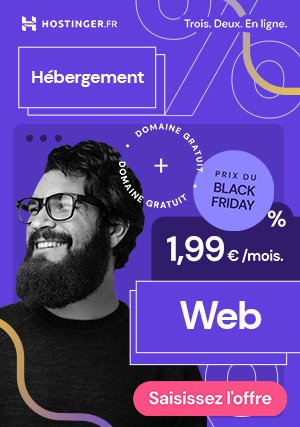 HOSTINGER.FR
Trois. Deux. En ligne.
Hébergement
DOMAINE GRATUIT • DOMAINE GRATUIT •
+
PRIX DU
BLACK
FRIDAY
%
%
1,99 € /mois.
Web
Saisissez l'offre